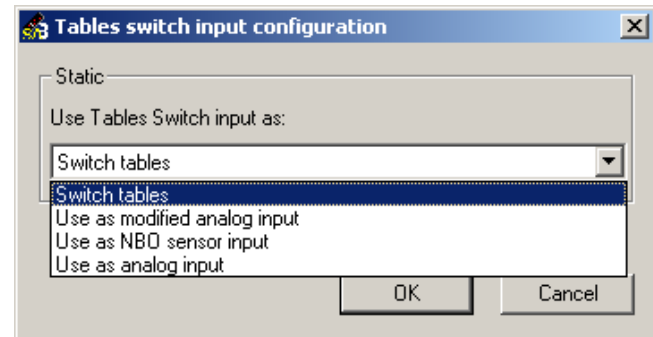 Tables switch input configuration
Static
Use Tables Switch input as:
Switch tables
Switch tables
Use as modified analog input
Use as NBO sensor input
Use as analog input
OK Cancel